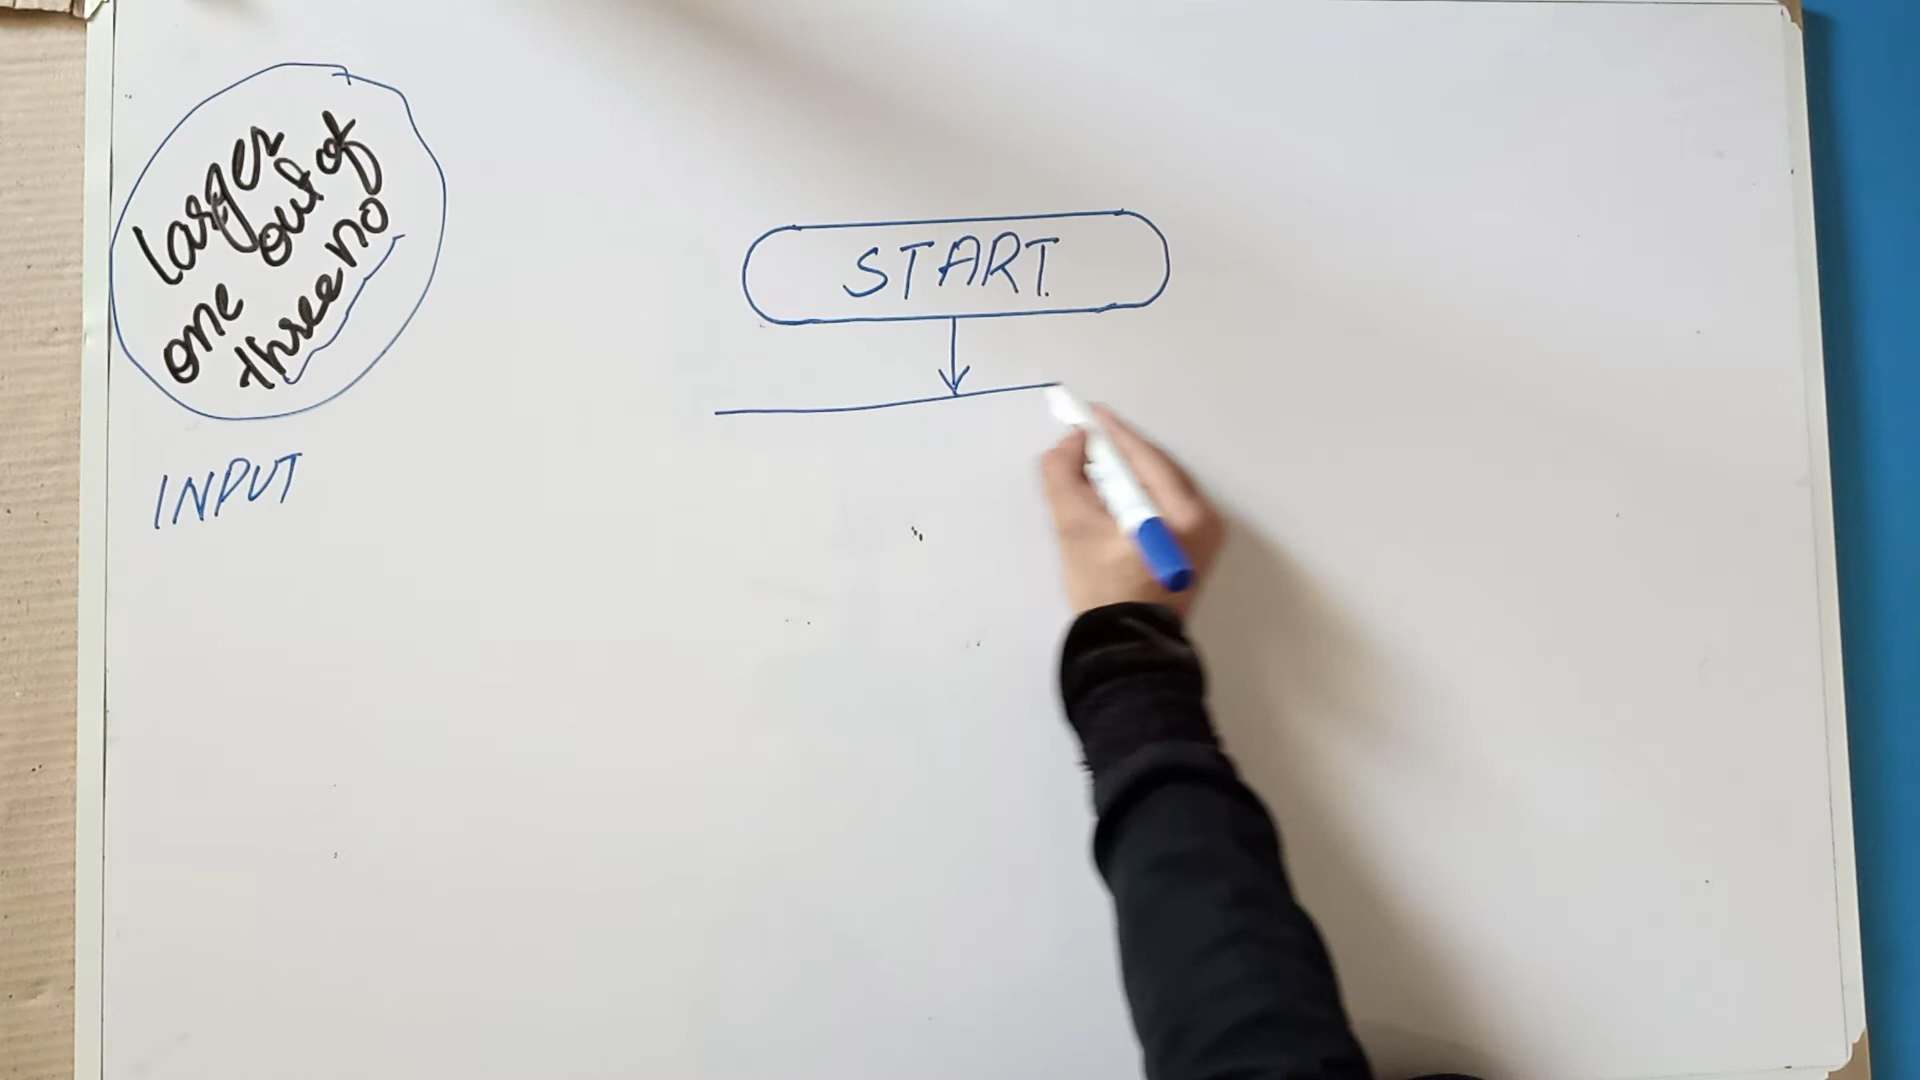 larger
one out of
three no
INPUT
START